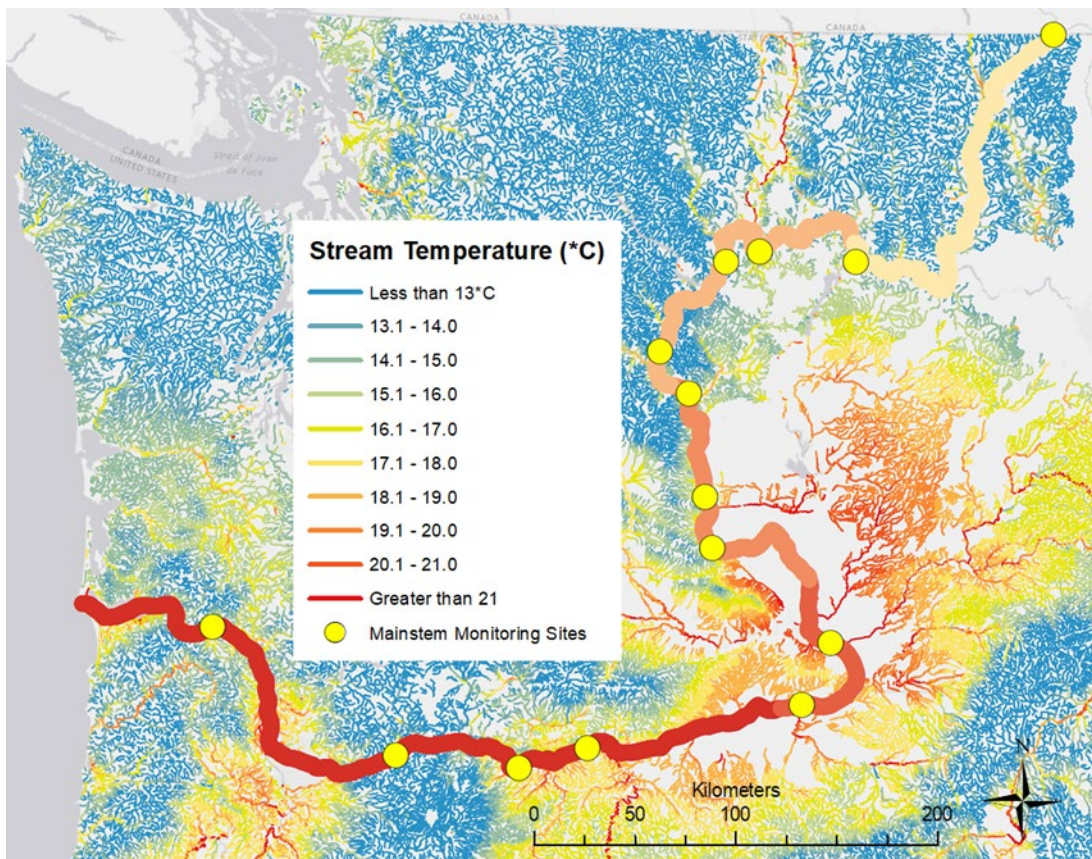 CANADA
CANADA
CANADA
UNITED STATES
Strait of Juan
de Fuca
Stream Temperature (*C)
Less than 13*C
13.1 - 14.0
14.1 - 15.0
15.1 - 16.0
16.1 - 17.0
17.1 - 18.0
18.1 - 19.0
19.1 - 20.0
20.1 - 21.0
Greater than 21
Mainstem Monitoring Sites
N
Kilometers
0
50
100
200